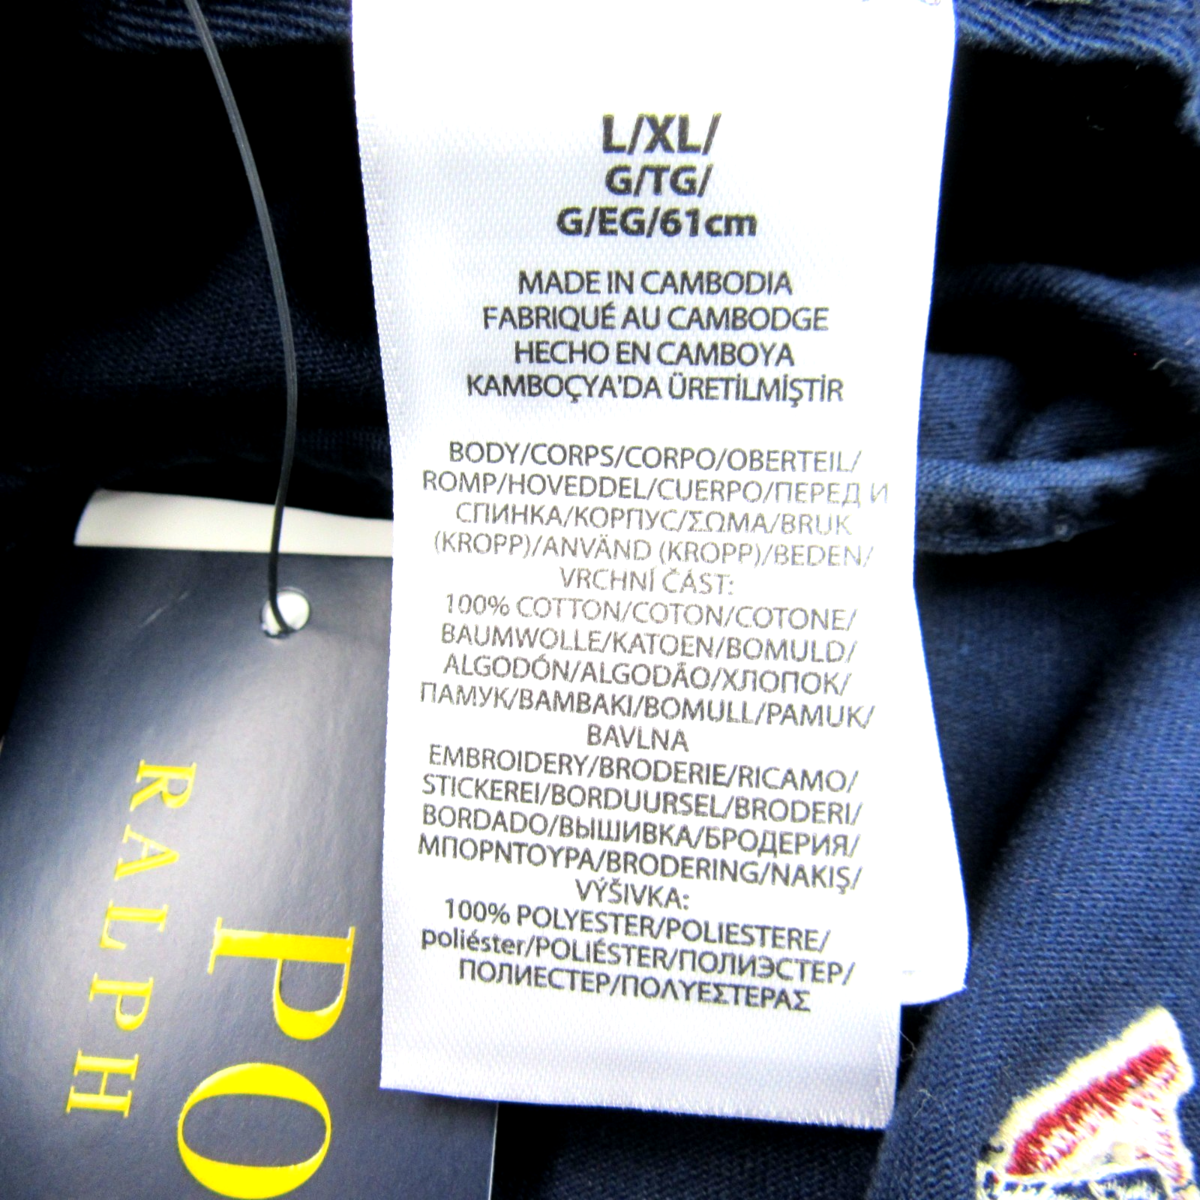 L/XL/
G/TG/
G/EG/61cm
MADE IN CAMBODIA
FABRIQUÉ AU CAMBODGE
HECHO EN CAMBOYA
KAMBOÇYA'DA ÜRETİLMİŞTİR
BODY/CORPS/CORPO/OBERTEIL/
ROMP/HOVEDDEL/CUERPO/ПЕРЕД И
СПИНКА/КОРПУС/ΣΩΜΑ/BRUK
(KROPP)/ANVÄND (KROPP)/BEDEN/
VRCHNÍ ČÁST:
100% COTTON/COTON/COTONE/
BAUMWOLLE/KATOEN/BOMULD/
ALGODÓN/ALGODÃO/ХЛОПОК/
ПАМУК/ΒΑΜΒΑΚΙ/BOMULL/PAMUK/
BAVLNA
EMBROIDERY/BRODERIE/RICAMO/
STICKEREI/BORDUURSEL/BRODERI/
BORDADO/ВЫШИВКА/БРОДЕРИЯ/
ΜΠΟΡΝΤΟΥΡΑ/BRODERING/NAKIŞ/
VÝŠIVKA:
100% POLYESTER/POLIESTERE/
poliéster/POLIÉSTER/ПОЛИЭСТЕР/
ПОЛИЕСТЕР/ΠΟΛΥΕΣΤΕΡΑΣ
PO
RALPH